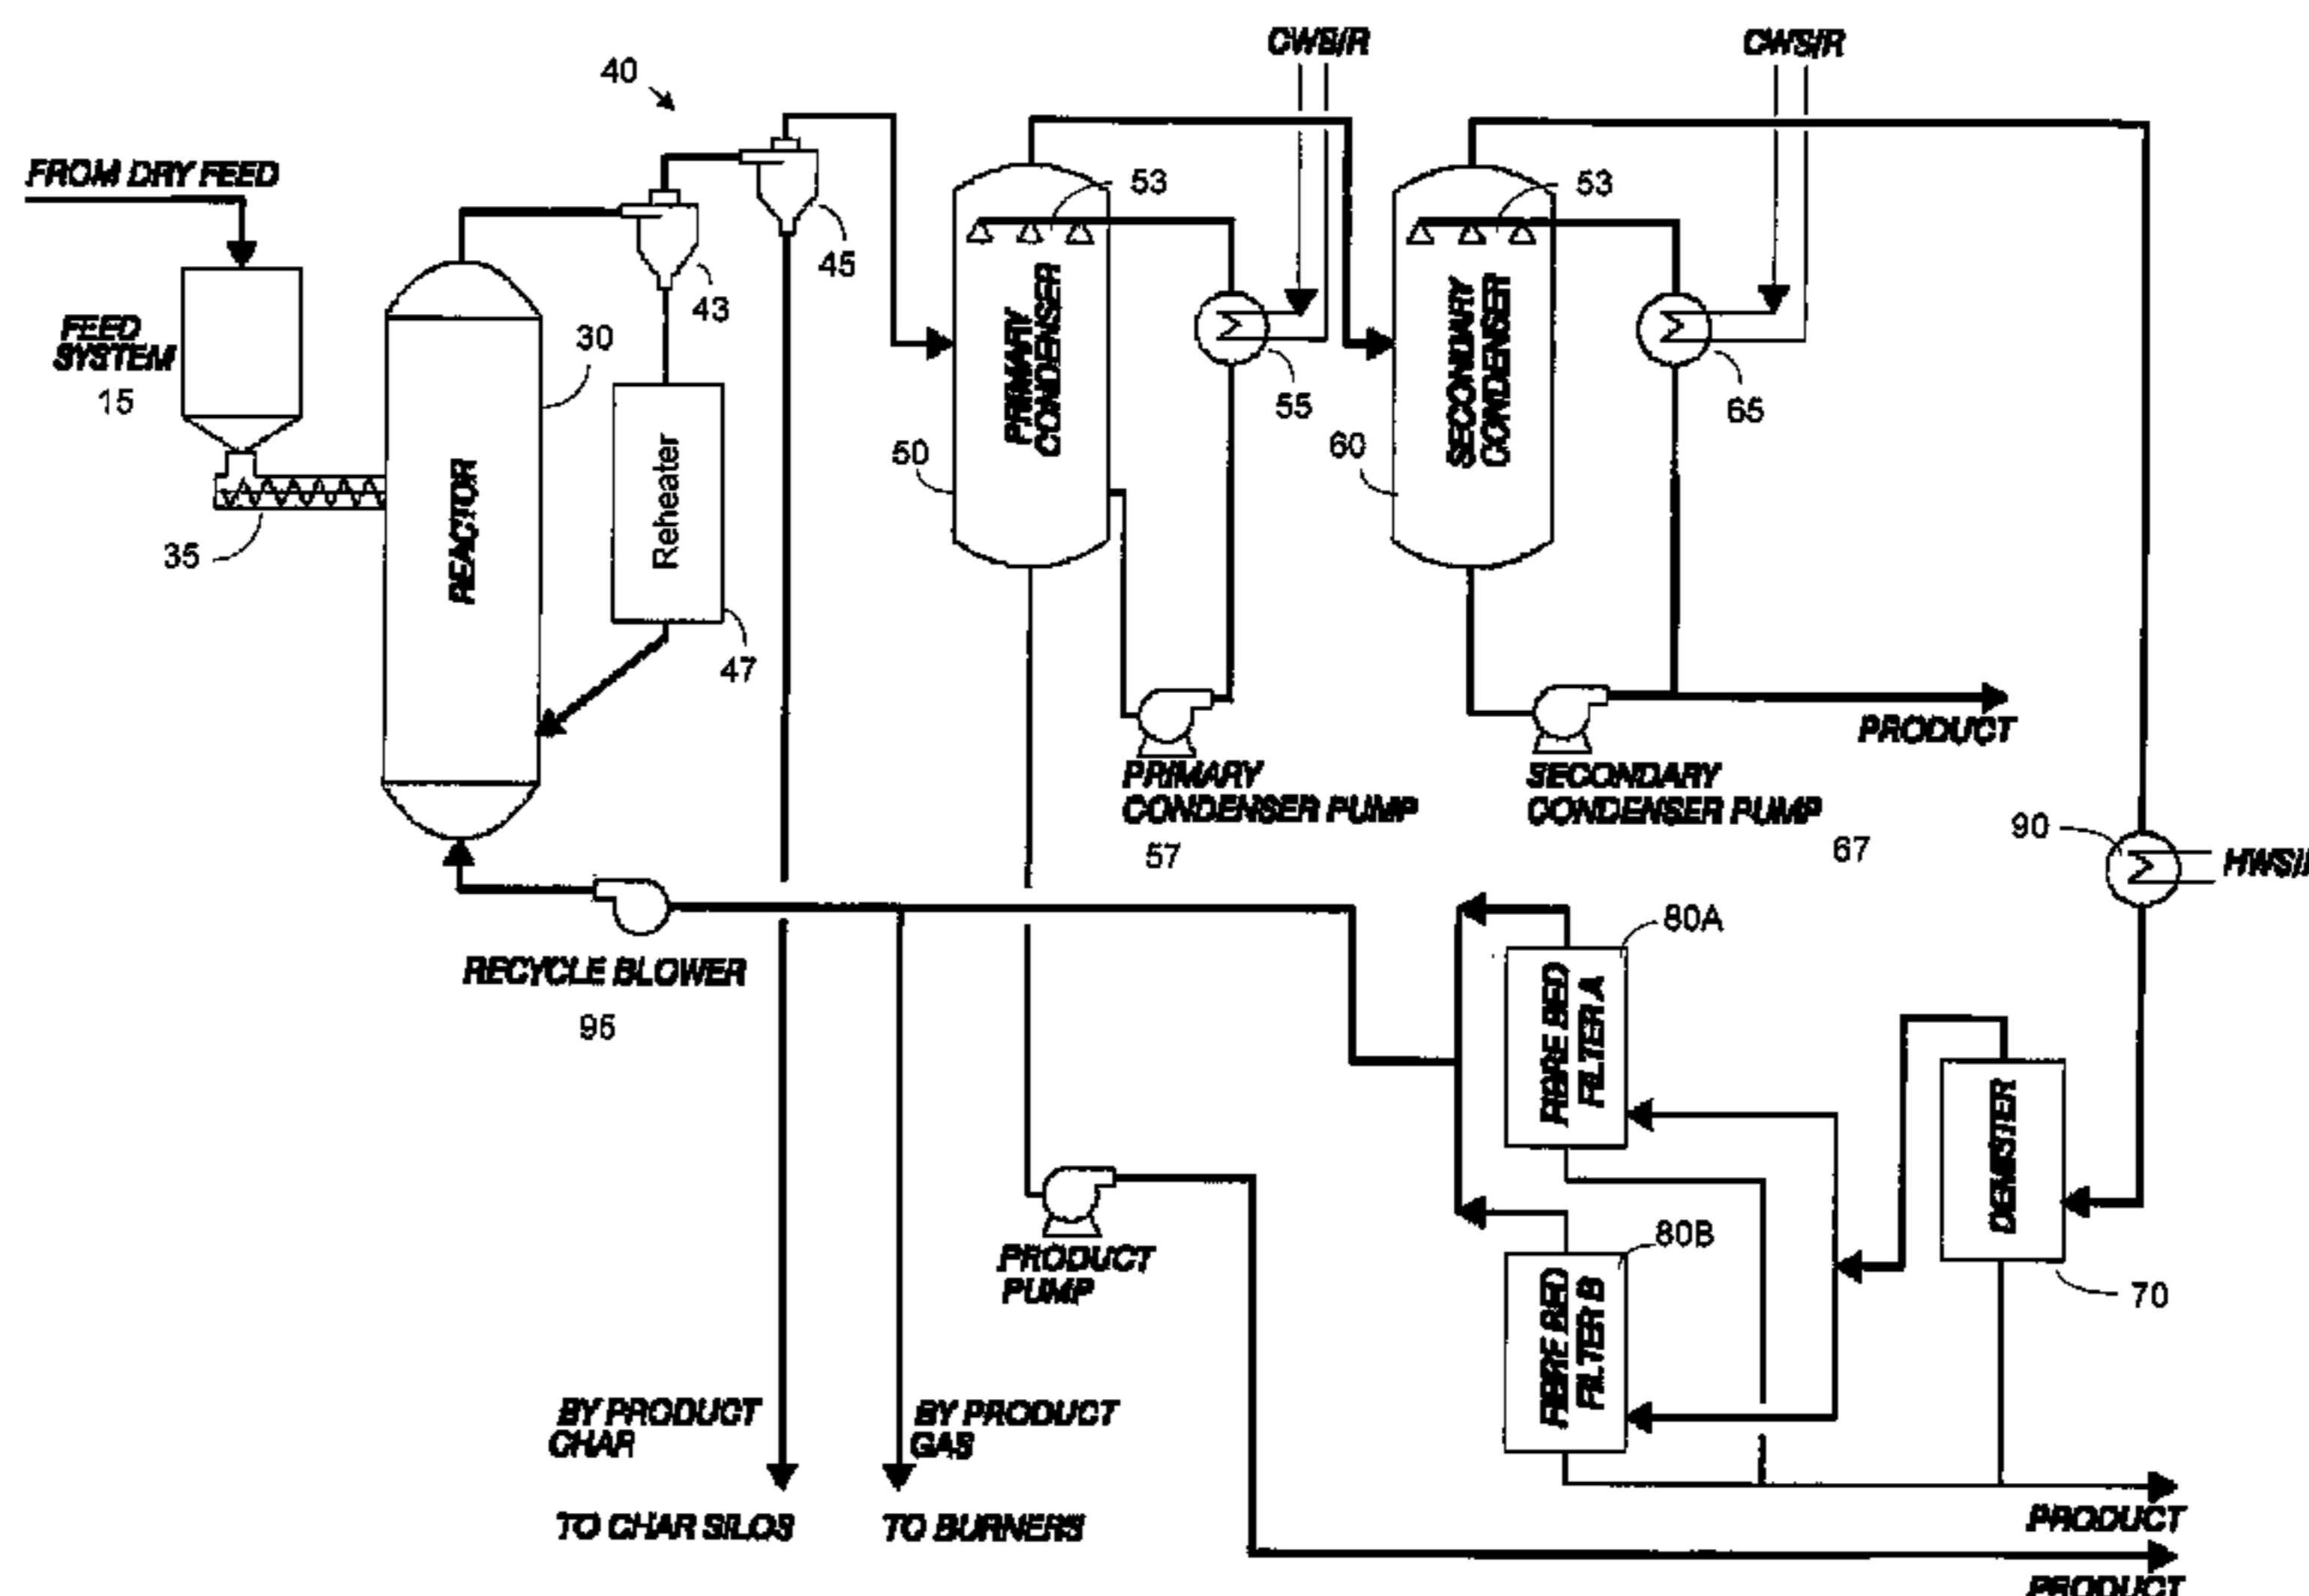 CWS/R
CWS/R
40
FROM DRY FEED
53
53
45
43
FEED
SYSTEM
15
30
PRIMARY
CONDENSER
SECONDARY
CONDENSER
55
65
50
60
REACTOR
Reheater
35
47
PRODUCT
PRIMARY
CONDENSER PUMP
57
SECONDARY
CONDENSER PUMP
67
90
80A
RECYCLE BLOWER
95
FIBRE BED
FILTER A
DEMISTER
PRODUCT
PUMP
80B
FIBRE BED
FILTER B
70
BY PRODUCT
CHAR
BY PRODUCT
GAS
TO CHAR SILOS
TO BURNERS
PRODUCT
PRODUCT